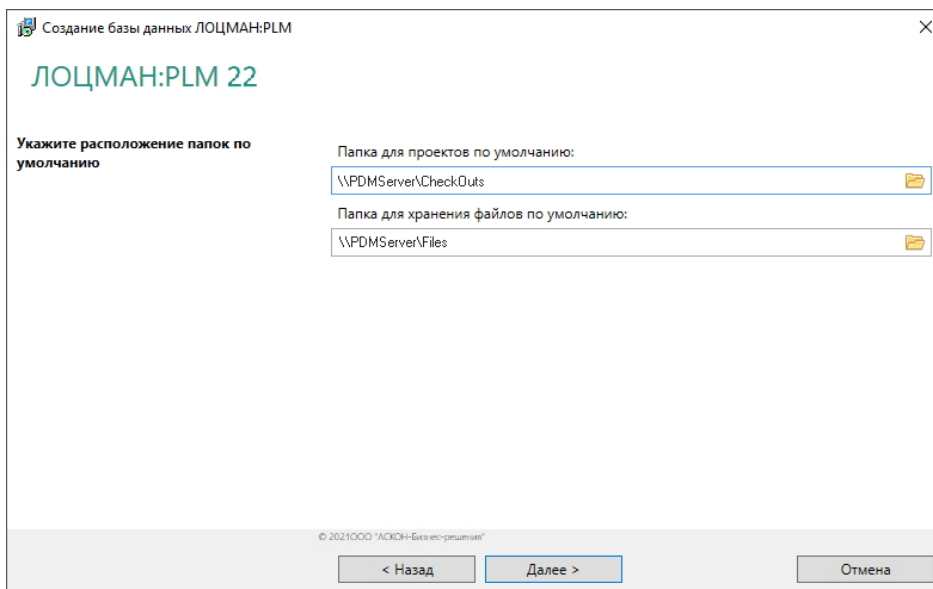 Создание базы данных ЛОЦМАН:PLM
ЛОЦМАН:PLM 22
Укажите расположение папок по
умолчанию
Папка для проектов по умолчанию:
\\PDMServer\CheckOuts
Папка для хранения файлов по умолчанию:
\\PDMServer\Files
© 2021ООО "АСКОН-Бизнес-решения"
< Назад
Далее >
Отмена